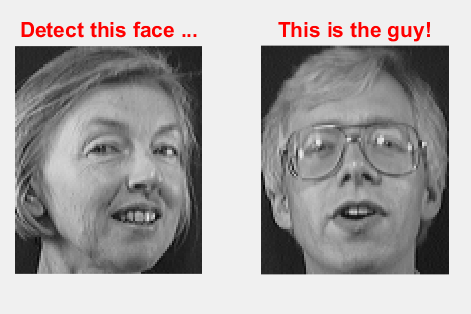 Detect this face ...
This is the guy!